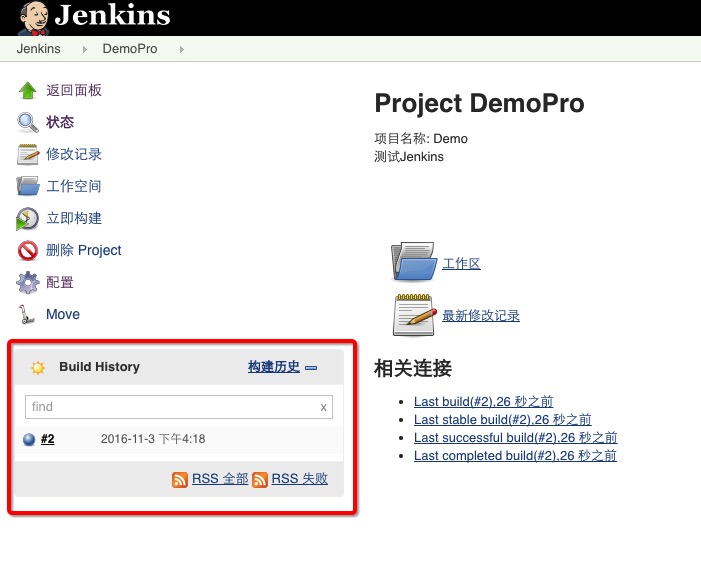 Jenkins
Jenkins DemoPro
返回面板
状态
修改记录
工作空间
立即构建
删除 Project
配置
Move
Build History 构建历史
find x
#2 2016-11-3 下午4:18
RSS 全部 RSS 失败
Project DemoPro
项目名称: Demo
测试Jenkins
工作区
最新修改记录
相关连接
Last build(#2),26 秒之前
Last stable build(#2),26 秒之前
Last successful build(#2),26 秒之前
Last completed build(#2),26 秒之前